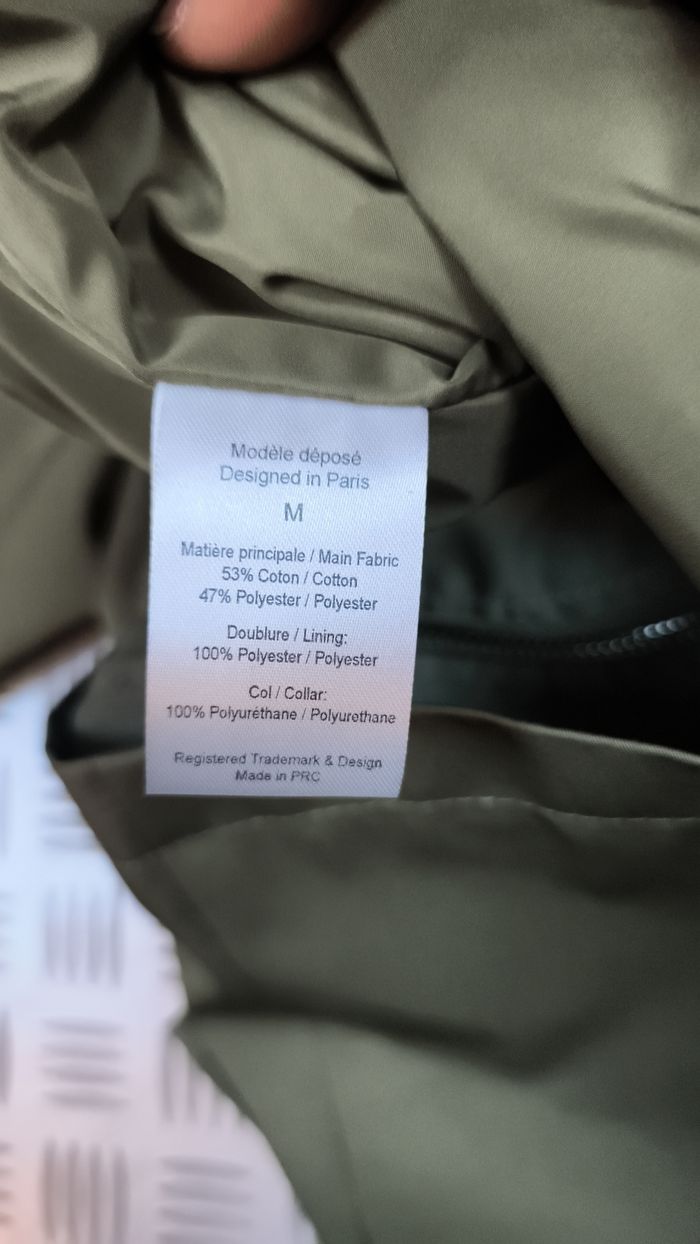 Modèle déposé
Designed in Paris
M
Matière principale / Main Fabric
53% Coton / Cotton
47% Polyester / Polyester
Doublure / Lining:
100% Polyester / Polyester
Col / Collar:
100% Polyuréthane / Polyurethane
Registered Trademark & Design
Made in PRC